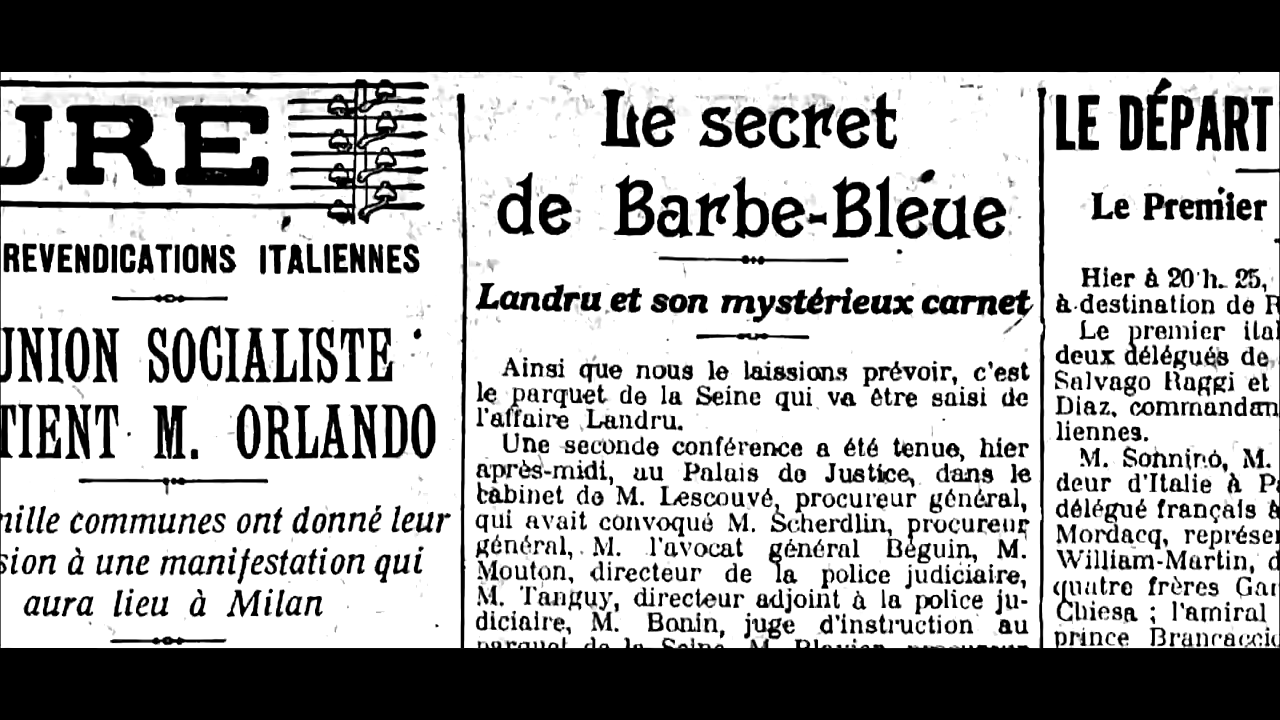 URE
REVENDICATIONS ITALIENNES
UNION SOCIALISTE
TIENT M. ORLANDO
mille communes ont donné leur
sion à une manifestation qui
aura lieu à Milan
Le secret
de Barbe-Bleue
Landru et son mystérieux carnet
Ainsi que nous le laissions prévoir, c'est
le parquet de la Seine qui va être saisi de
l'affaire Landru.
Une seconde conférence a été tenue, hier
après-midi, au Palais de Justice, dans le
cabinet de M. Lescouvé, procureur général,
qui avait convoqué M. Scherdlin, procureur
général, M. l'avocat général Béguin, M.
Mouton, directeur de la police judiciaire,
M. Tanguy, directeur adjoint à la police ju-
diciaire, M. Bonin, juge d'instruction au
parquet de la Seine, M.
LE DÉPART
Le Premier
Hier à 20 h. 25,
à destination de
Le premier ita
deux délégués de
Salvago Raggi et
Diaz, commandan
liennes.
M. Sonnino, M.
deur d'Italie à Pa
délégué français à
Mordacq, représen
William-Martin, d
quatre frères Gar
Chiesa ; l'amiral
prince Brancaccio